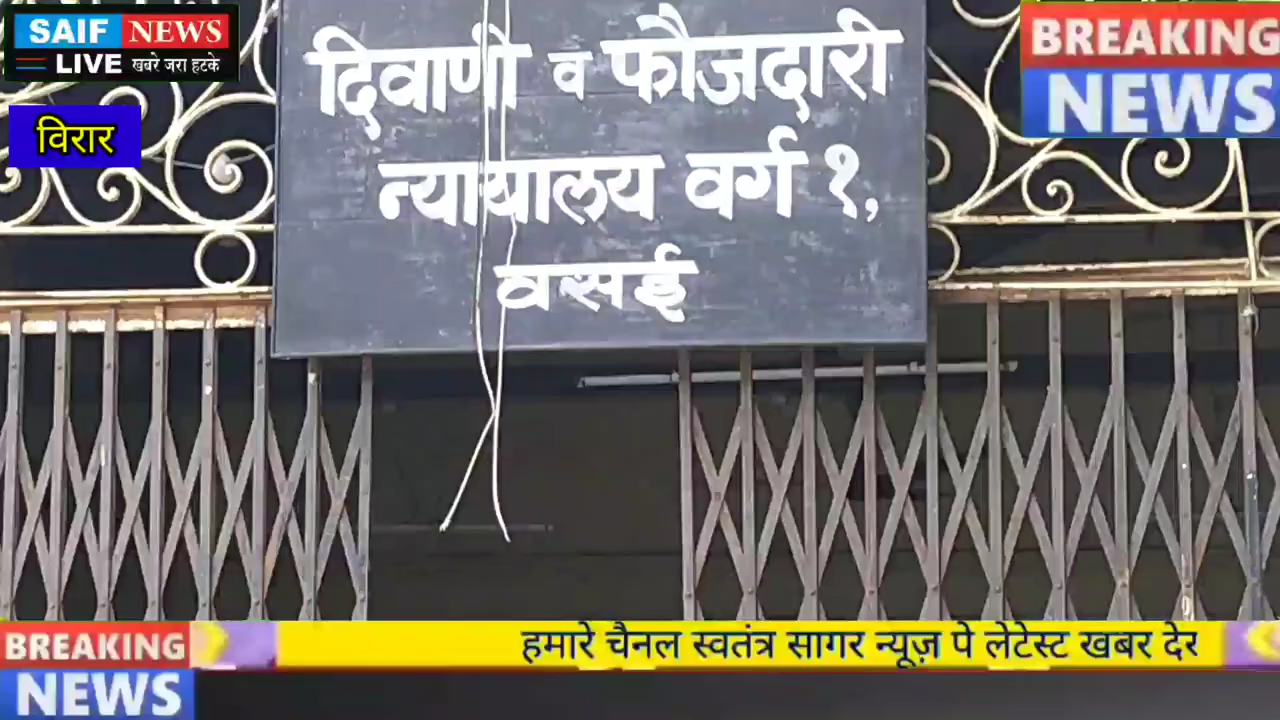 SAIF NEWS
LIVE खबरे जरा हटके
विरार
BREAKING
NEWS
दिवाणी व फौजदारी
न्यायालय वर्ग १,
वसई
हमारे चैनल स्वतंत्र सागर न्यूज़ पे लेटेस्ट खबर देर
BREAKING
NEWS